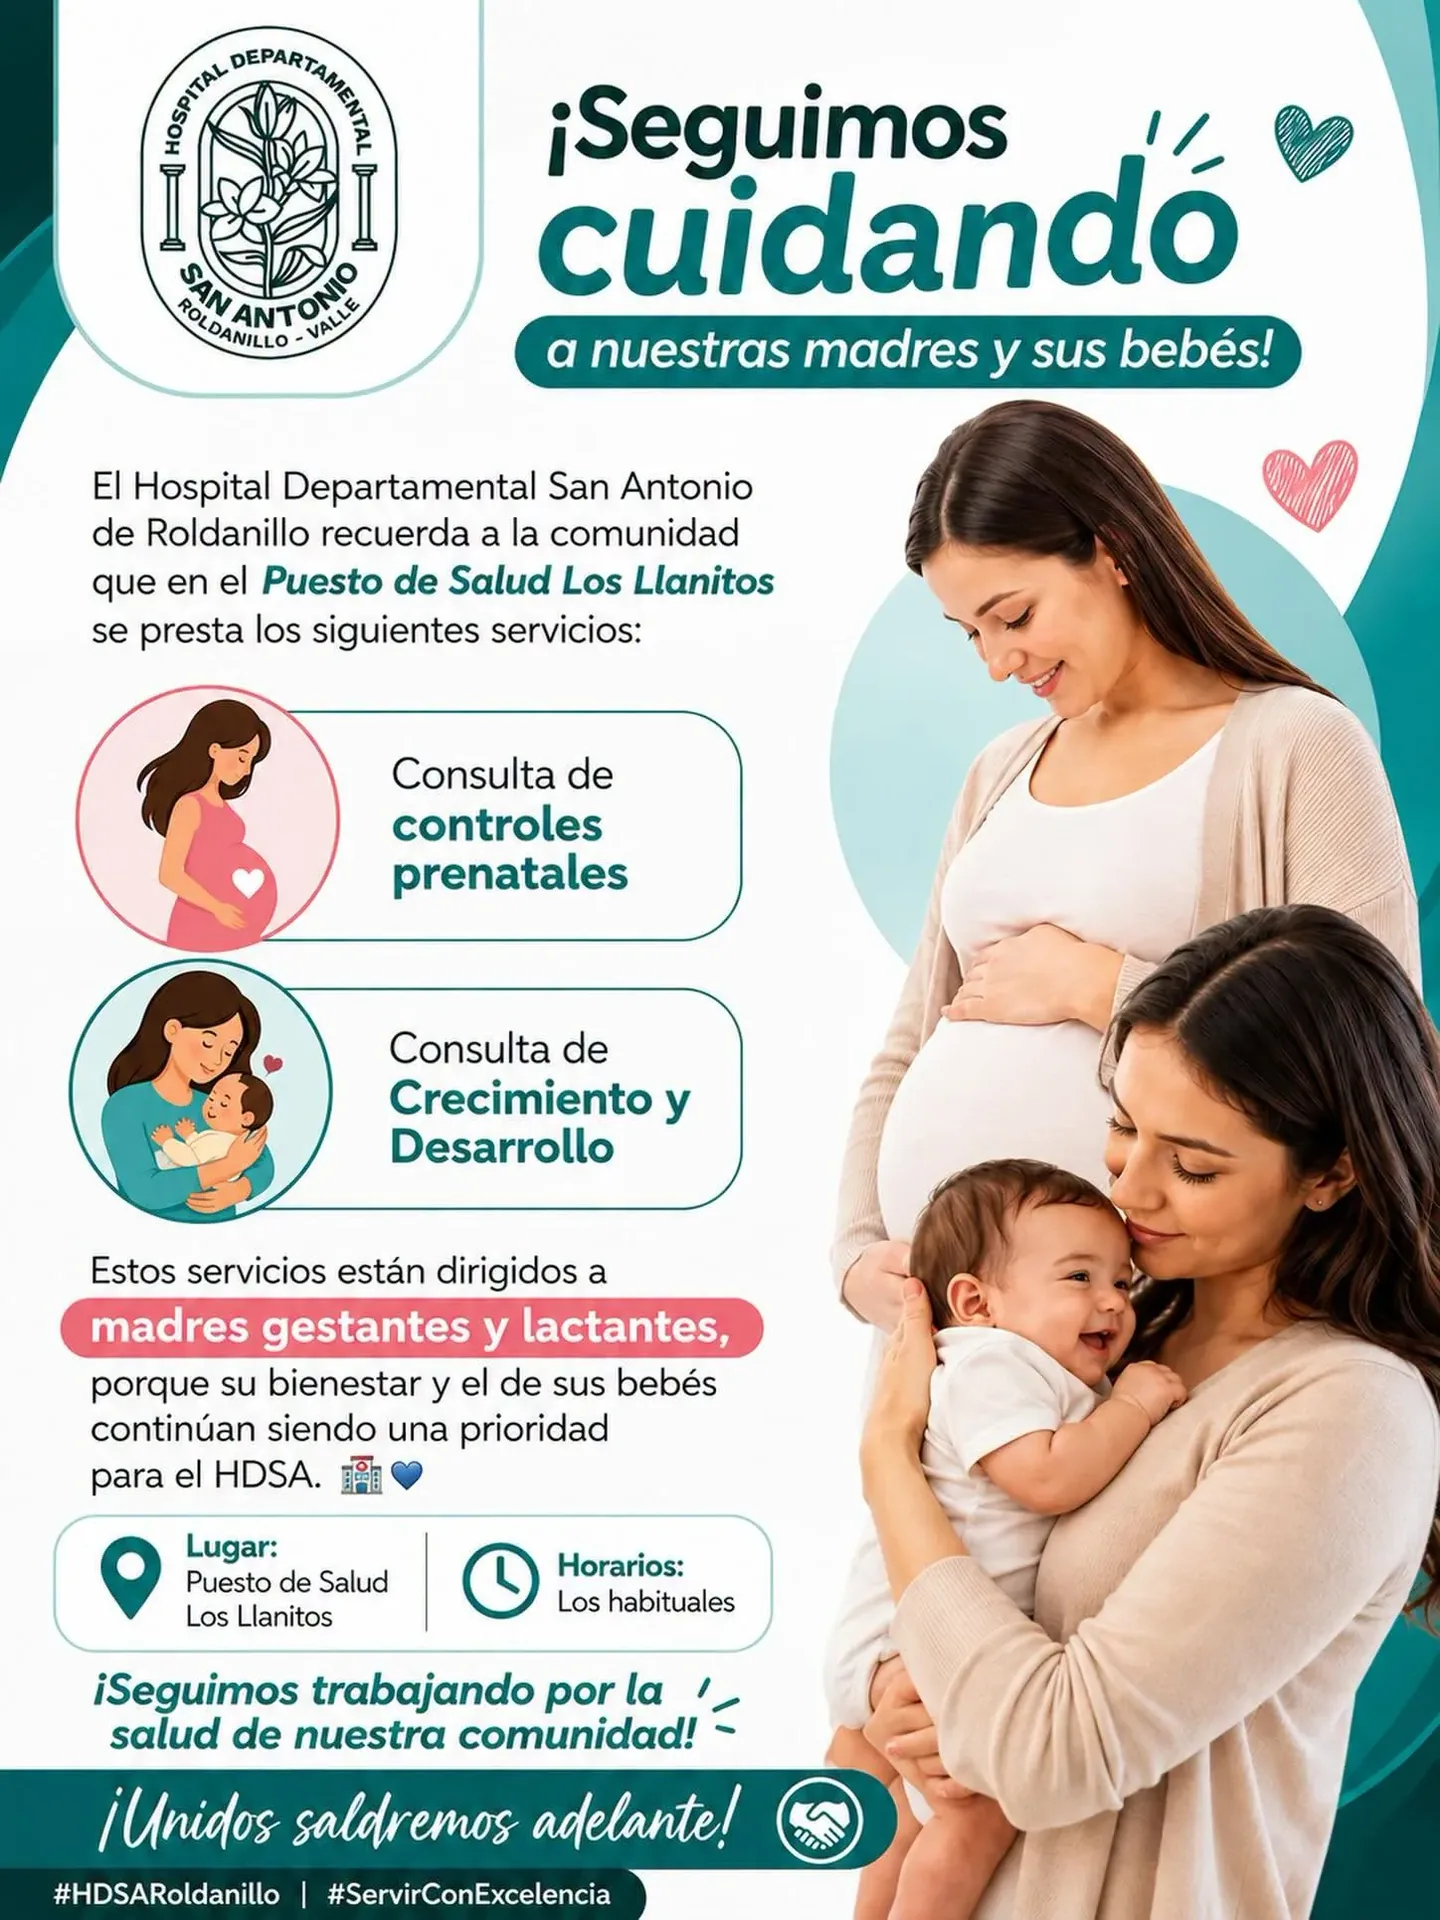 HOSPITAL DEPARTAMENTAL
SAN ANTONIO
ROLDANILLO - VALLE
¡Seguimos
cuidando
a nuestras madres y sus bebés!
El Hospital Departamental San Antonio
de Roldanillo recuerda a la comunidad
que en el Puesto de Salud Los Llanitos
se presta los siguientes servicios:
Consulta de
controles
prenatales
Consulta de
Crecimiento y
Desarrollo
Estos servicios están dirigidos a
madres gestantes y lactantes,
porque su bienestar y el de sus bebés
continúan siendo una prioridad
para el HDSA. 🏥💙
Lugar:
Puesto de Salud
Los Llanitos
Horarios:
Los habituales
¡Seguimos trabajando por la
salud de nuestra comunidad!
¡Unidos saldremos adelante!
#HDSARoldanillo | #ServirConExcelencia